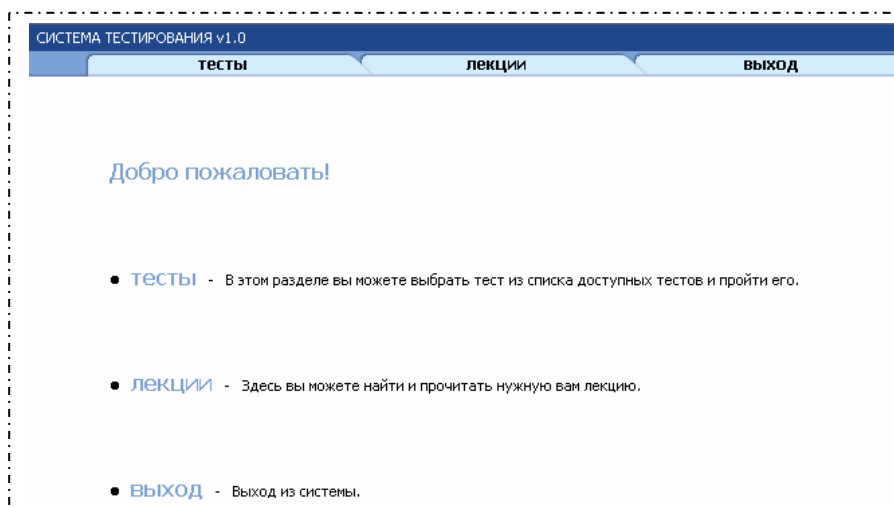 СИСТЕМА ТЕСТИРОВАНИЯ v1.0
тесты лекции выход
Добро пожаловать!
тесты - В этом разделе вы можете выбрать тест из списка доступных тестов и пройти его.
лекции - Здесь вы можете найти и прочитать нужную вам лекцию.
выход - Выход из системы.